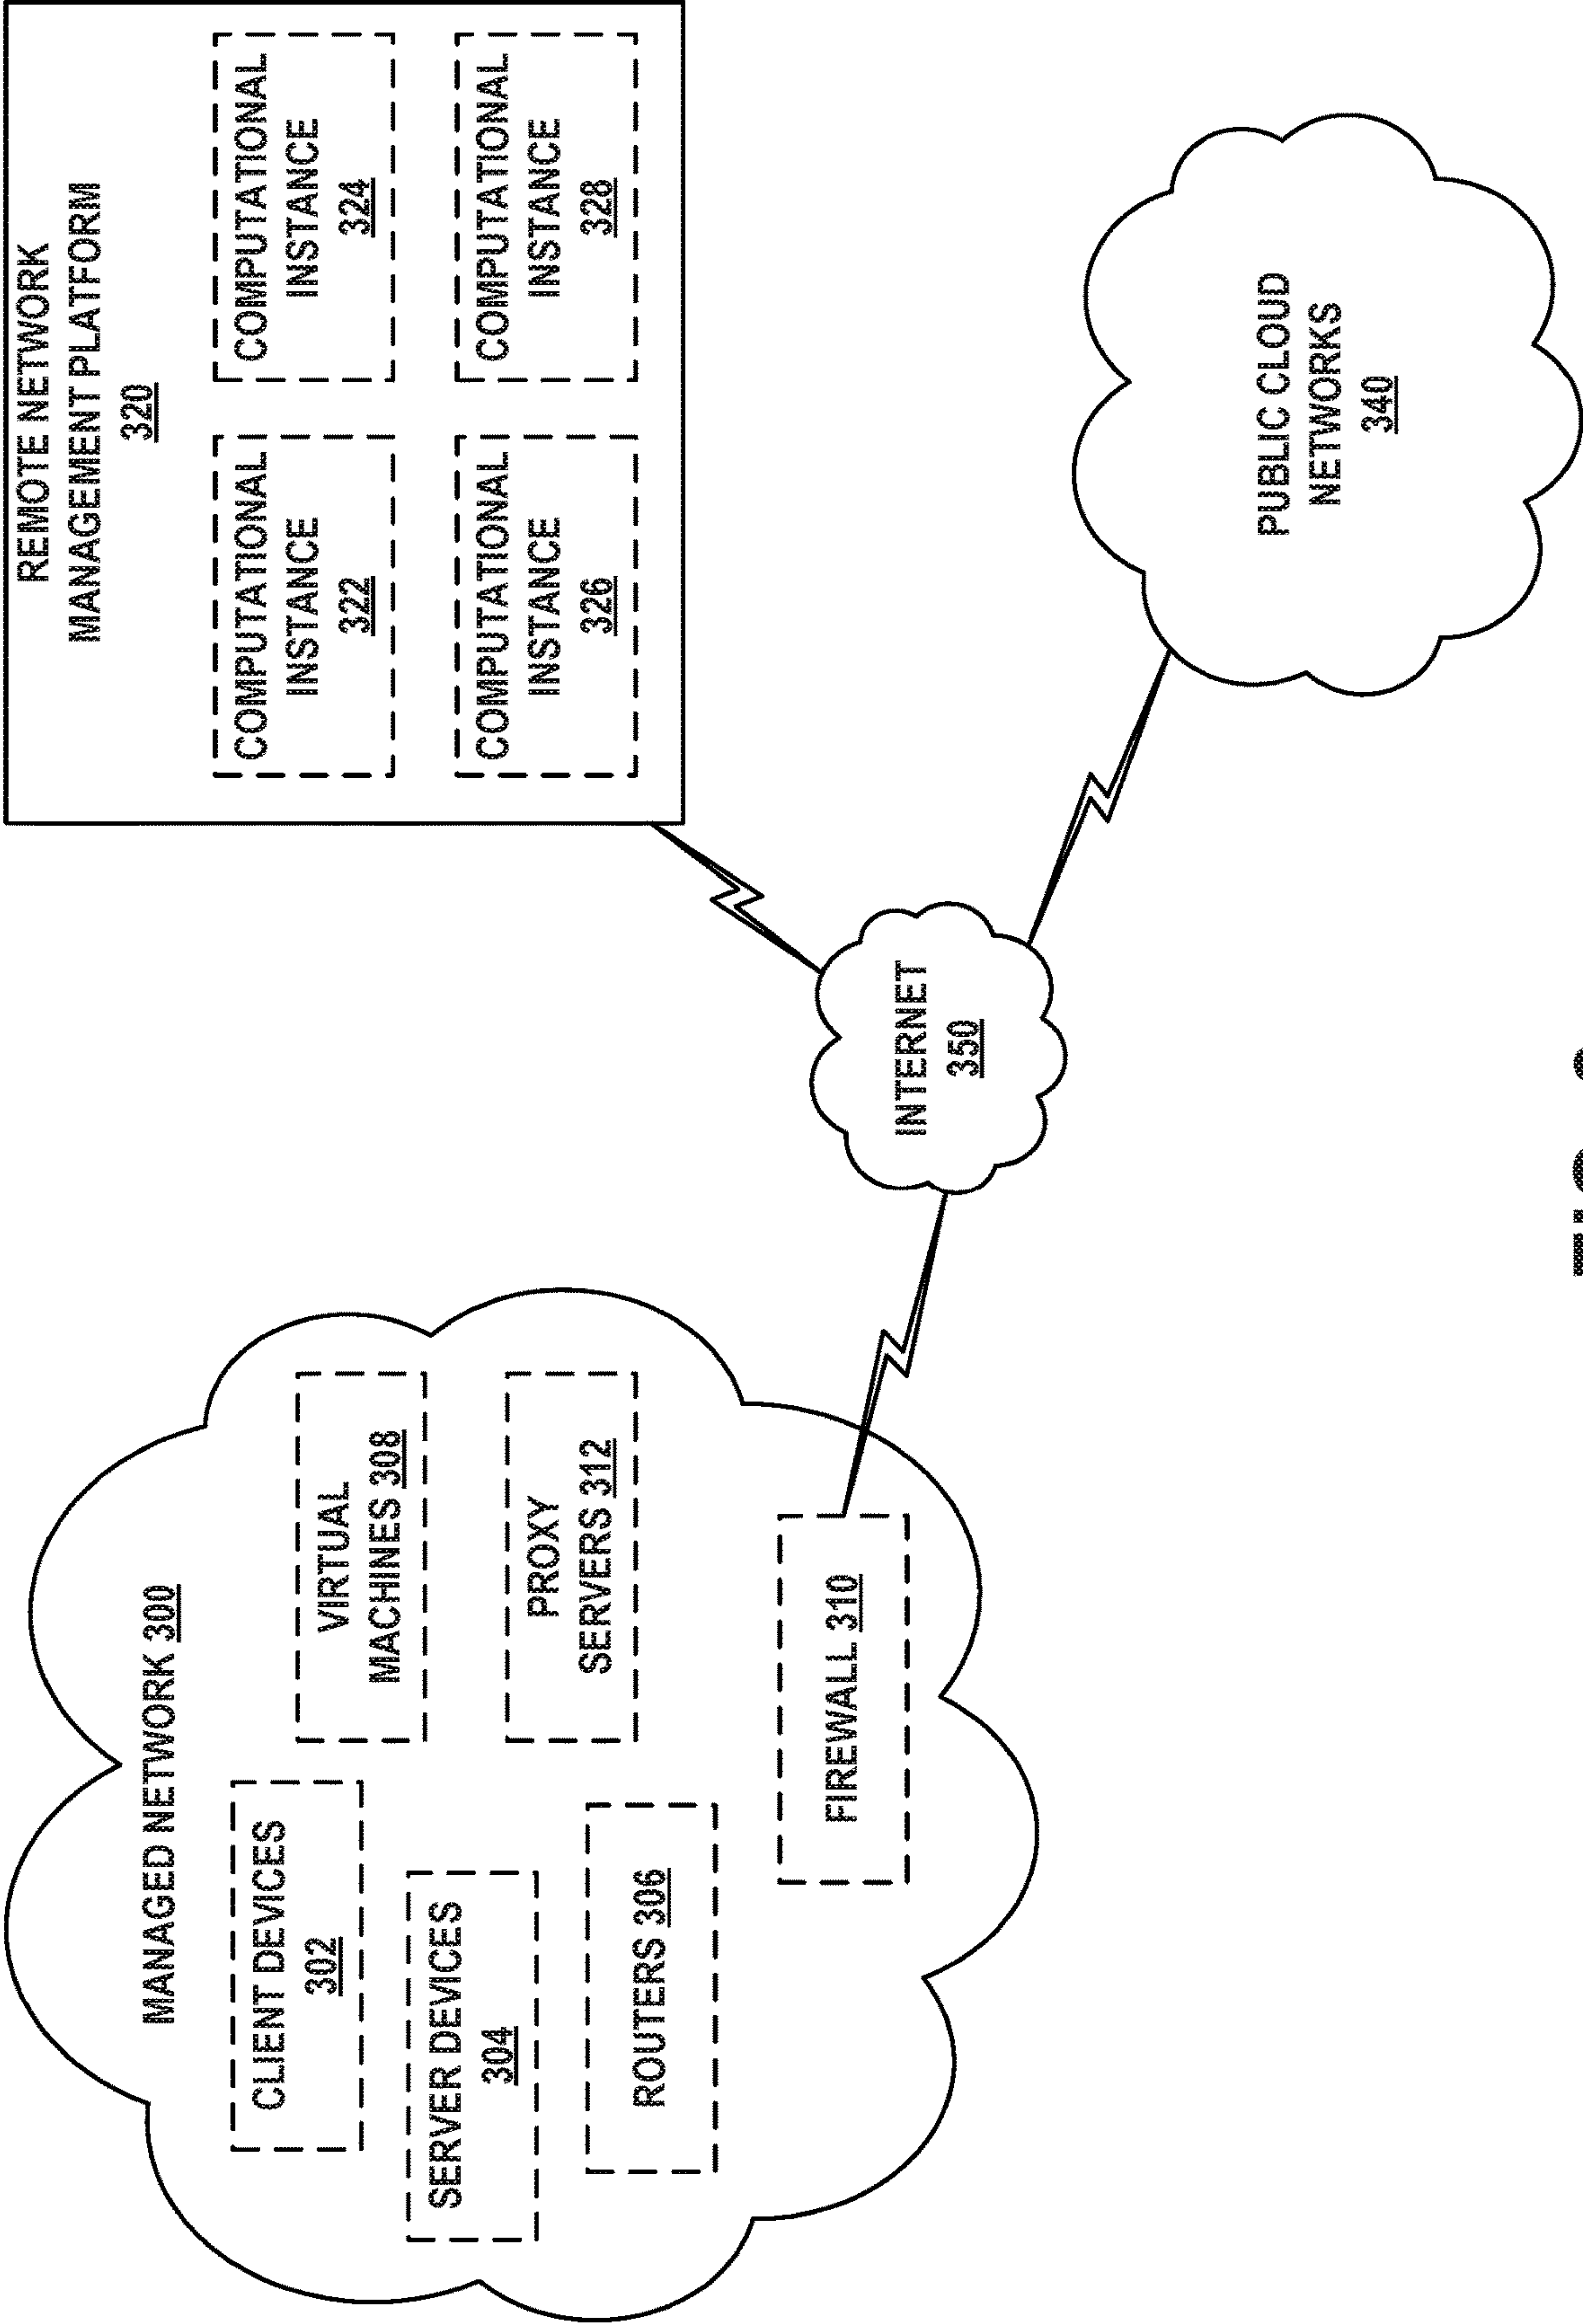 MANAGED NETWORK 300
CLIENT DEVICES
302
VIRTUAL
MACHINES 308
SERVER DEVICES
304
PROXY
SERVERS 312
ROUTERS 306
FIREWALL 310
INTERNET
350
REMOTE NETWORK
MANAGEMENT PLATFORM
320
COMPUTATIONAL
INSTANCE
322
COMPUTATIONAL
INSTANCE
324
COMPUTATIONAL
INSTANCE
326
COMPUTATIONAL
INSTANCE
328
PUBLIC CLOUD
NETWORKS
340